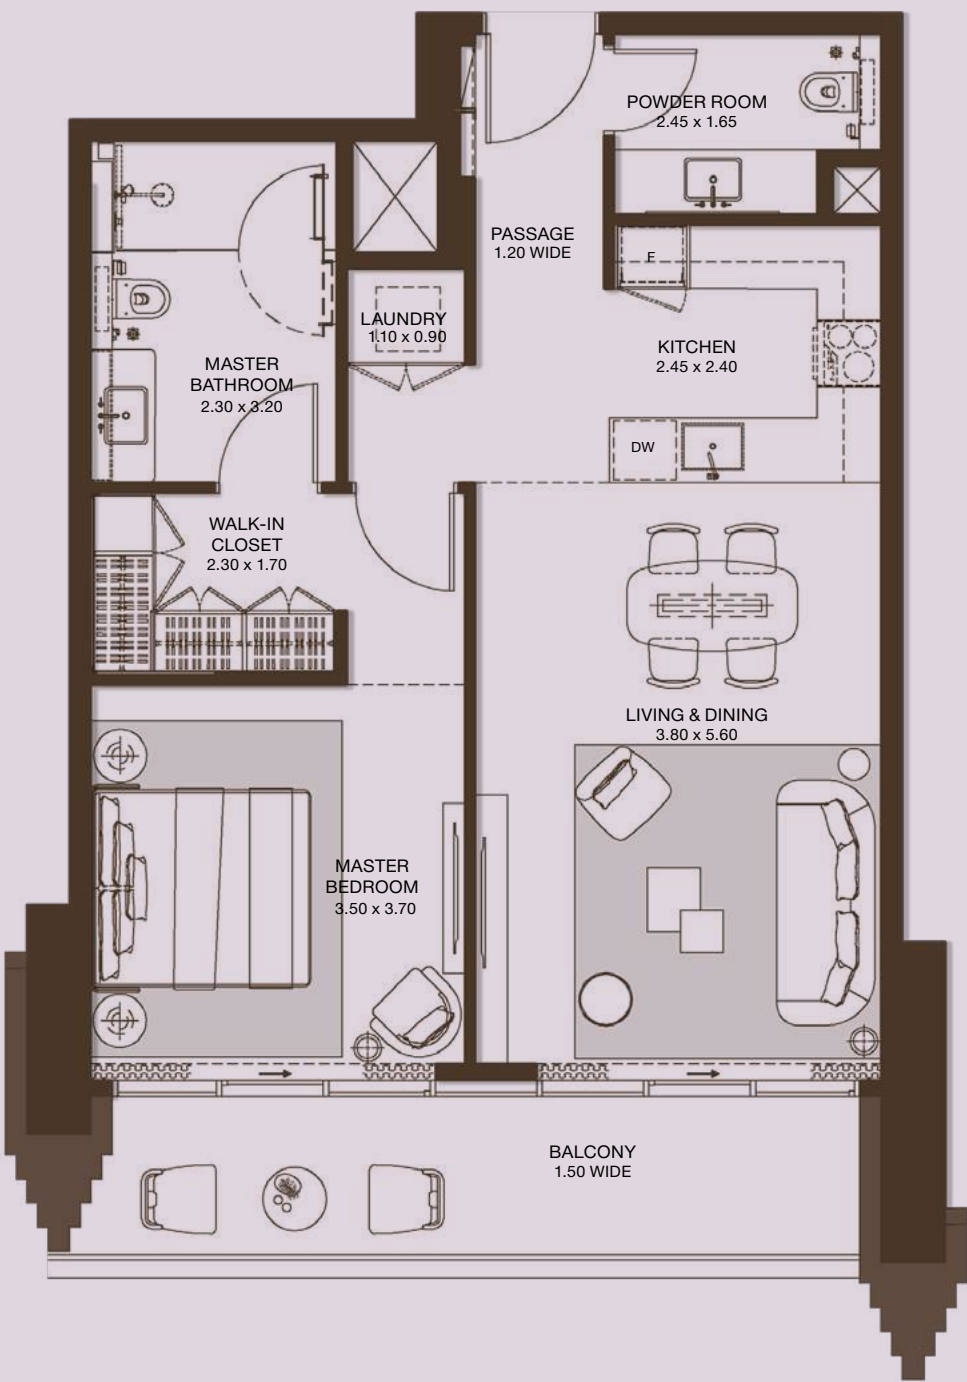 POWDER ROOM
2.45 x 1.65
PASSAGE
1.20 WIDE
F
LAUNDRY
1.10 x 0.90
KITCHEN
2.45 x 2.40
MASTER
BATHROOM
2.30 x 3.20
DW
WALK-IN
CLOSET
2.30 x 1.70
LIVING & DINING
3.80 x 5.60
MASTER
BEDROOM
3.50 x 3.70
BALCONY
1.50 WIDE